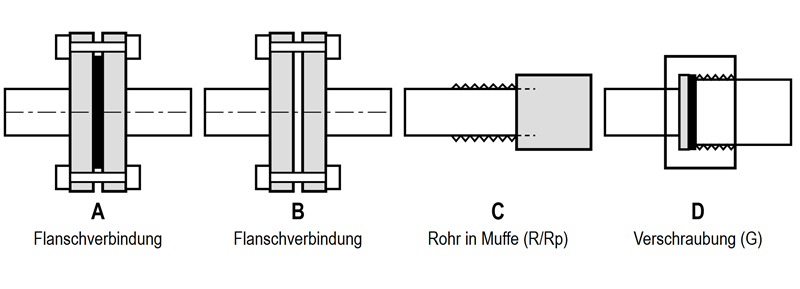 A
Flanschverbindung
B
Flanschverbindung
C
Rohr in Muffe (R/Rp)
D
Verschraubung (G)